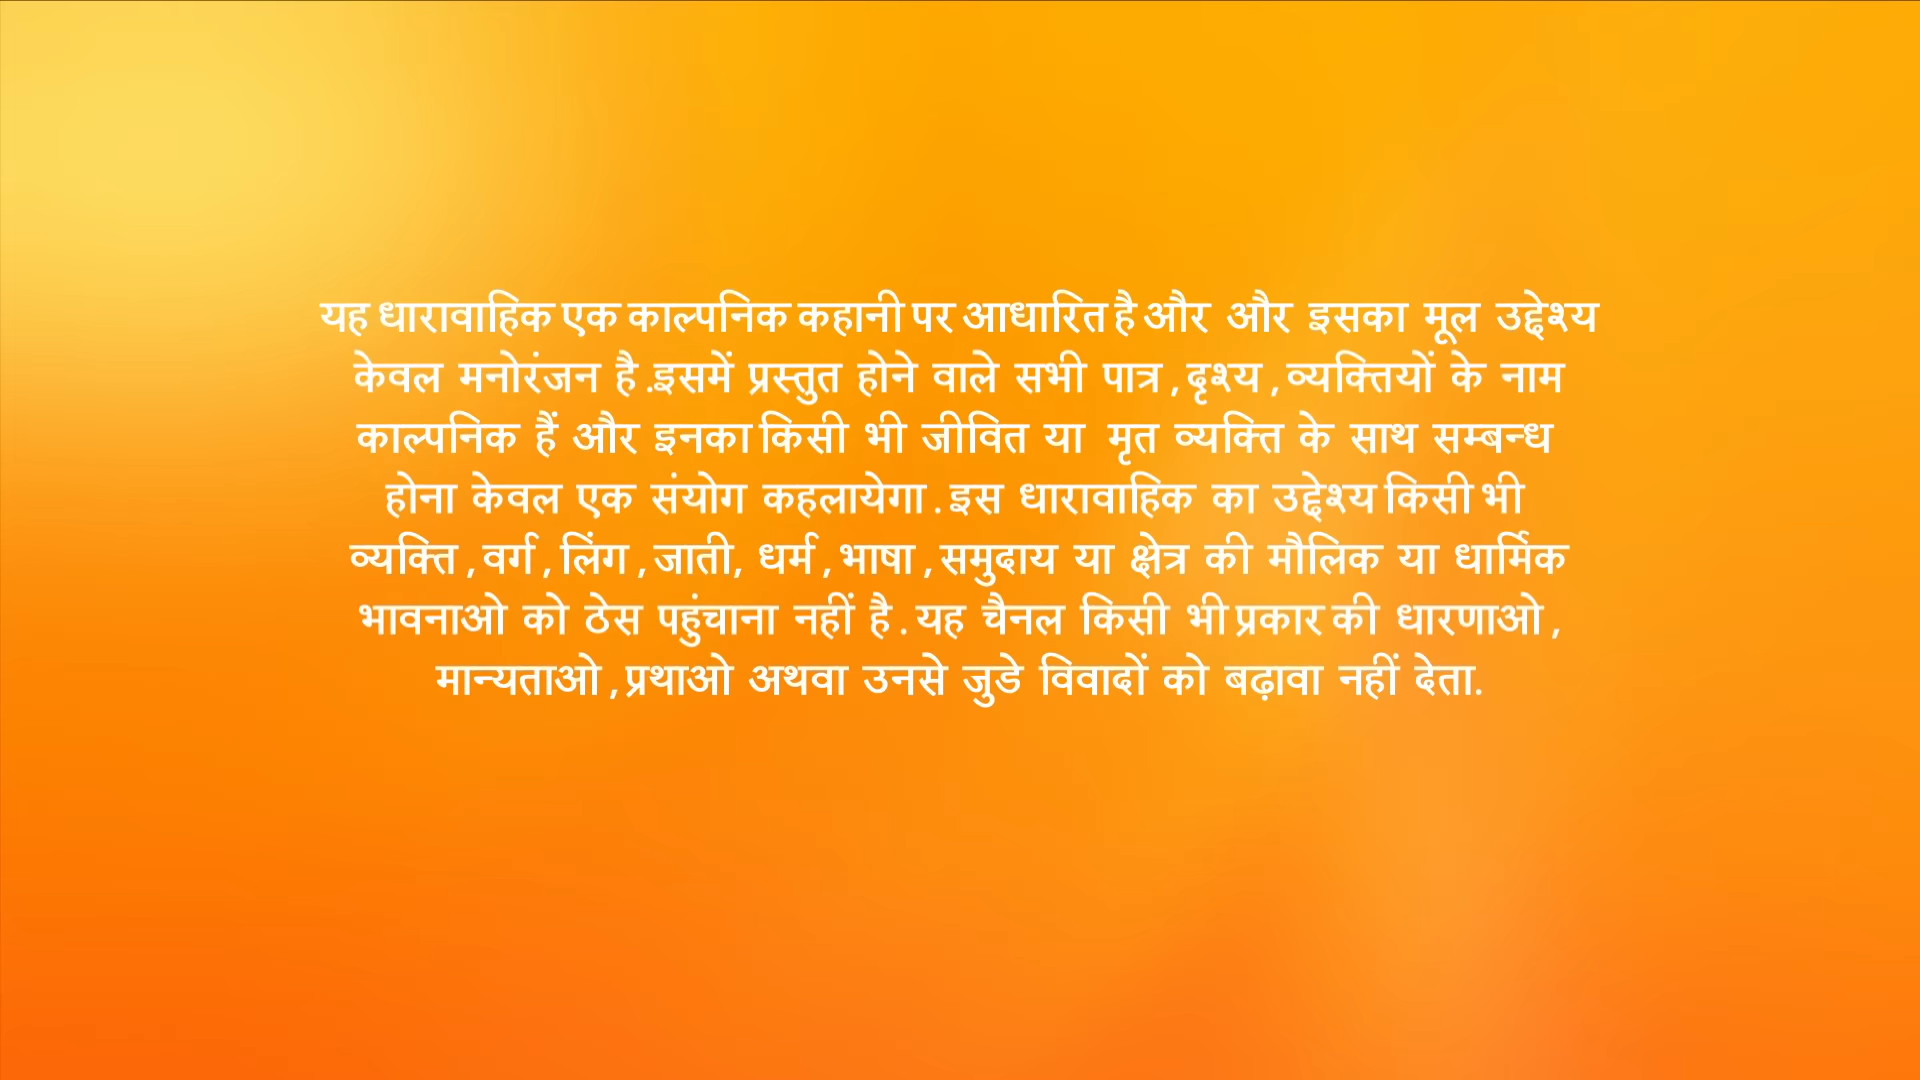 यह धारावाहिक एक काल्पनिक कहानी पर आधारित है और और इसका मूल उद्देश्य
केवल मनोरंजन है .इसमें प्रस्तुत होने वाले सभी पात्र , दृश्य , व्यक्तियों के नाम
काल्पनिक हैं और इनका किसी भी जीवित या मृत व्यक्ति के साथ सम्बन्ध
होना केवल एक संयोग कहलायेगा . इस धारावाहिक का उद्देश्य किसी भी
व्यक्ति , वर्ग , लिंग , जाती, धर्म , भाषा , समुदाय या क्षेत्र की मौलिक या धार्मिक
भावनाओ को ठेस पहुंचाना नहीं है . यह चैनल किसी भी प्रकार की धारणाओ ,
मान्यताओ , प्रथाओ अथवा उनसे जुडे विवादों को बढ़ावा नहीं देता.